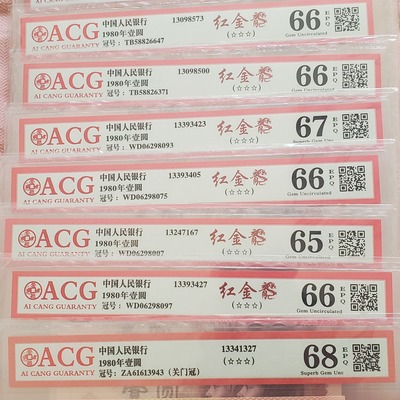 ACG 中国人民银行 13098573 红金龙 66 EPQ
AI CANG GUARANTY 1980年壹圆 (☆☆☆) Gem Uncirculated
冠号: TB58826647
ACG 中国人民银行 13098500 红金龙 66 EPQ
AI CANG GUARANTY 1980年壹圆 (☆☆☆) Gem Uncirculated
冠号: TB58826371
ACG 中国人民银行 13393423 红金龙 67 EPQ
AI CANG GUARANTY 1980年壹圆 (☆☆☆) Superb Gem Unc
冠号: WD06298093
ACG 中国人民银行 13393405 红金龙 66 EPQ
AI CANG GUARANTY 1980年壹圆 (☆☆☆) Gem Uncirculated
冠号: WD06298075
ACG 中国人民银行 13247167 红金龙 65 EPQ
AI CANG GUARANTY 1980年壹圆 (☆☆☆) Gem Uncirculated
冠号: WD06298007
ACG 中国人民银行 13393427 红金龙 66 EPQ
AI CANG GUARANTY 1980年壹圆 (☆☆☆) Gem Uncirculated
冠号: WD06298097
ACG 中国人民银行 13341327 68 EPQ
AI CANG GUARANTY 1980年壹圆 (☆☆☆) Superb Gem Unc
冠号: ZA61613943 (关门冠)
壹圆